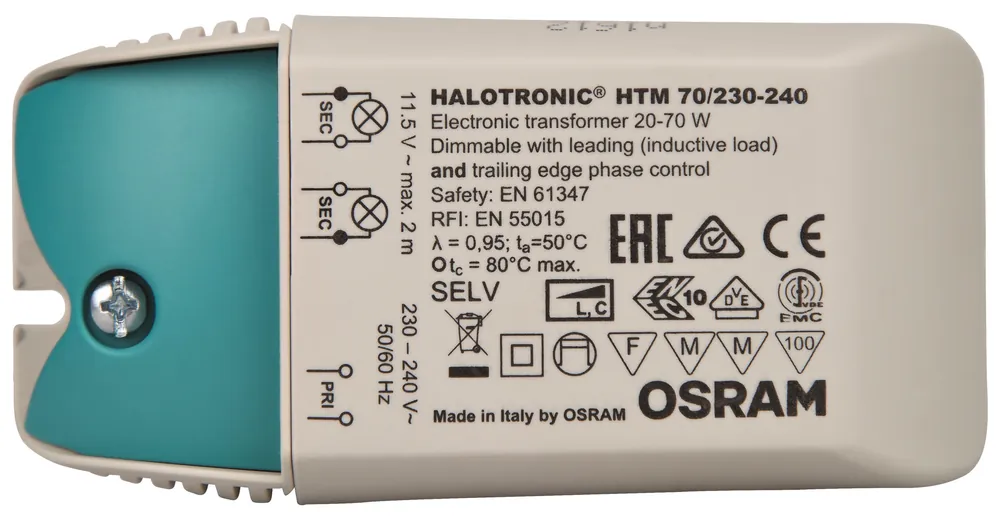 HALOTRONIC® HTM 70/230-240
Electronic transformer 20-70 W
Dimmable with leading (inductive load)
and trailing edge phase control
Safety: EN 61347
RFI: EN 55015
λ = 0,95; ta=50°C
tc = 80°C max.
SELV
L, C
10
DVE
VDE
EMC
F
M
M
100
Made in Italy by OSRAM
OSRAM
EAC
CE
SEC
SEC
11.5 V ~ max. 2 m
PRI
230 – 240 V~
50/60 Hz